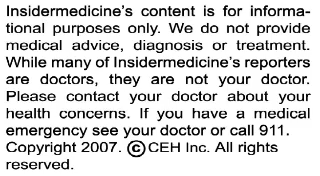 Insidermedicine's content is for informa-
tional purposes only. We do not provide
medical advice, diagnosis or treatment.
While many of Insidermedicine's reporters
are doctors, they are not your doctor.
Please contact your doctor about your
health concerns. If you have a medical
emergency see your doctor or call 911.
Copyright 2007. ©CEH Inc. All rights
reserved.